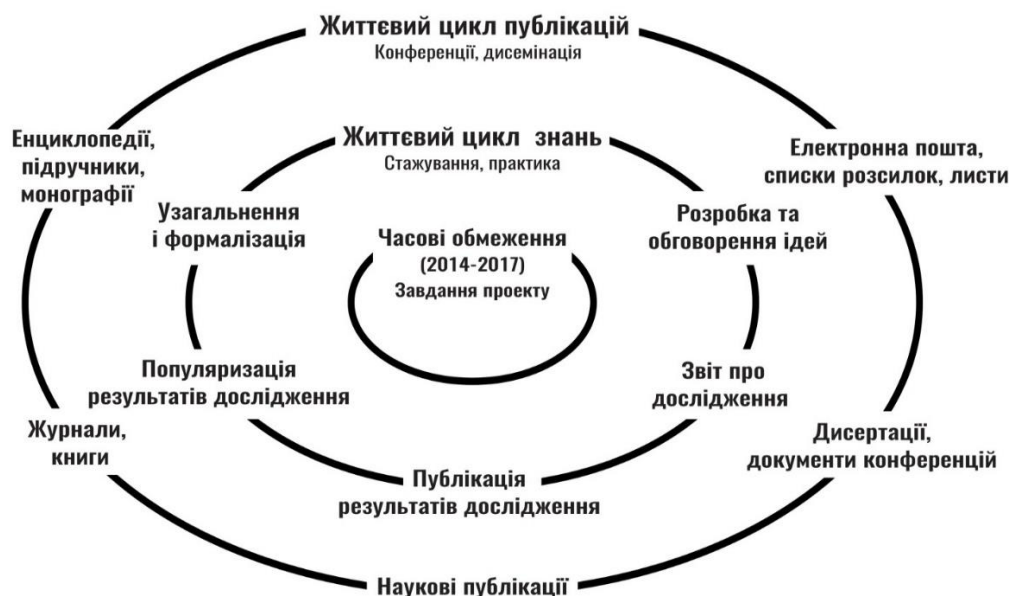 Життєвий цикл публікацій
Конференції, дисемінація
Енциклопедії,
підручники,
монографії
Життєвий цикл знань
Стажування, практика
Електронна пошта,
списки розсилок, листи
Узагальнення
і формалізація
Розробка та
обговорення ідей
Часові обмеження
(2014-2017)
Завдання проекту
Популяризація
результатів дослідження
Звіт про
дослідження
Журнали,
книги
Дисертації,
документи конференцій
Публікація
результатів дослідження
Наукові публікації